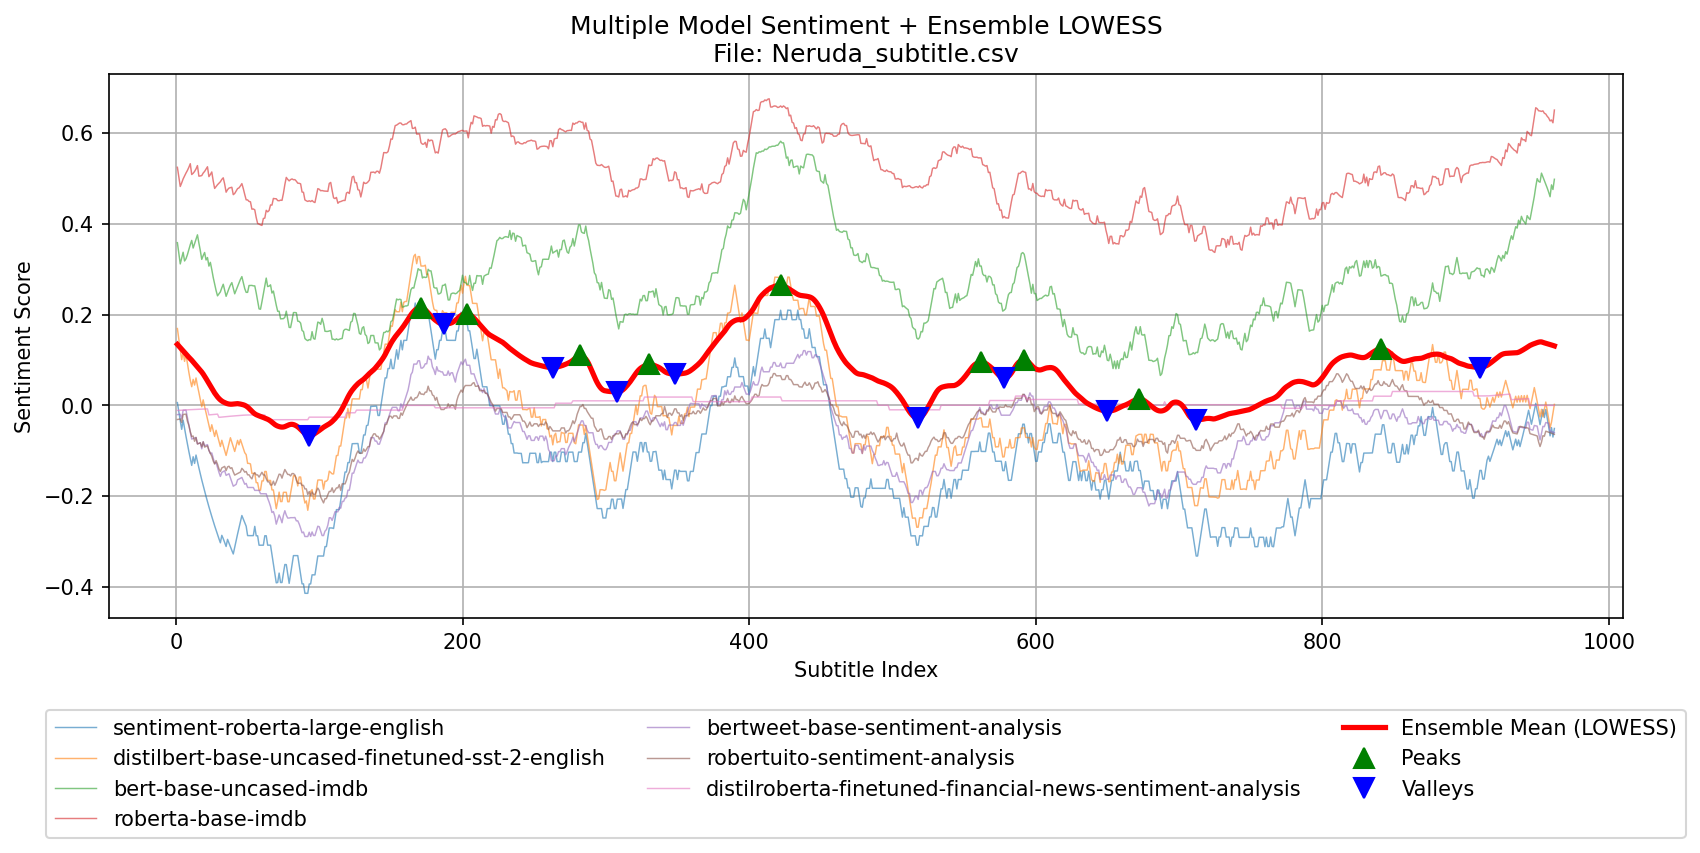 Multiple Model Sentiment + Ensemble LOWESS
File: Neruda_subtitle.csv
Sentiment Score
0.6
0.4
0.2
0.0
−0.2
−0.4
0
200
400
600
800
1000
Subtitle Index
sentiment-roberta-large-english
distilbert-base-uncased-finetuned-sst-2-english
bert-base-uncased-imdb
roberta-base-imdb
bertweet-base-sentiment-analysis
robertuito-sentiment-analysis
distilroberta-finetuned-financial-news-sentiment-analysis
Ensemble Mean (LOWESS)
Peaks
Valleys